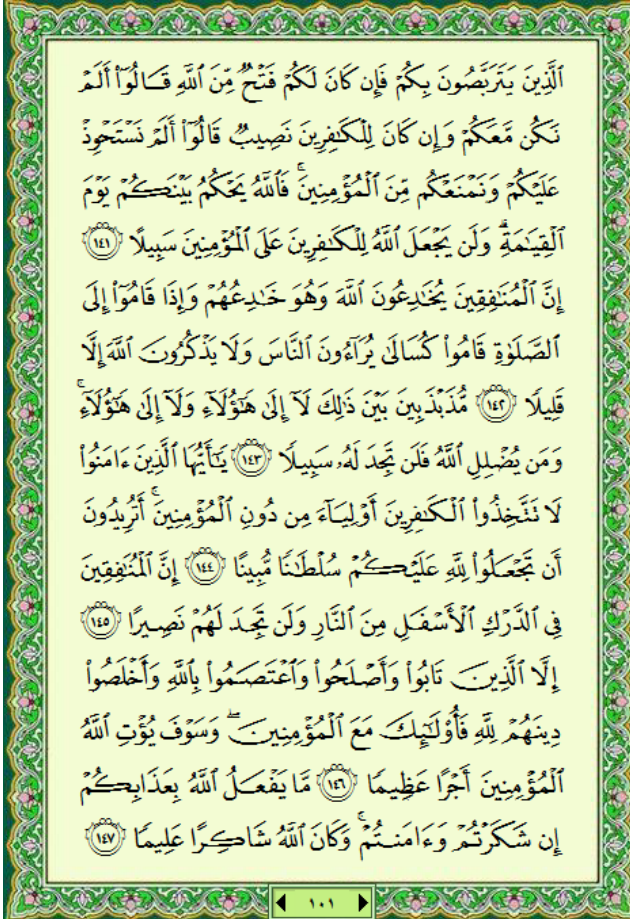 ٱلَّذِينَ يَتَرَبَّصُونَ بِكُمْ فَإِن كَانَ لَكُمْ فَتْحٌ مِّنَ ٱللَّهِ قَالُوٓا۟ أَلَمْ
نَكُن مَّعَكُمْ وَإِن كَانَ لِلْكَٰفِرِينَ نَصِيبٌ قَالُوٓا۟ أَلَمْ نَسْتَحْوِذْ
عَلَيْكُمْ وَنَمْنَعْكُم مِّنَ ٱلْمُؤْمِنِينَ ۚ فَٱللَّهُ يَحْكُمُ بَيْنَكُمْ يَوْمَ
ٱلْقِيَٰمَةِ ۗ وَلَن يَجْعَلَ ٱللَّهُ لِلْكَٰفِرِينَ عَلَى ٱلْمُؤْمِنِينَ سَبِيلًا ١٤١
إِنَّ ٱلْمُنَٰفِقِينَ يُخَٰدِعُونَ ٱللَّهَ وَهُوَ خَٰدِعُهُمْ وَإِذَا قَامُوٓا۟ إِلَى
ٱلصَّلَوٰةِ قَامُوا۟ كُسَالَىٰ يُرَآءُونَ ٱلنَّاسَ وَلَا يَذْكُرُونَ ٱللَّهَ إِلَّا
قَلِيلًا ١٤٢ مُّذَبْذَبِينَ بَيْنَ ذَٰلِكَ لَآ إِلَىٰ هَٰٓؤُلَآءِ وَلَآ إِلَىٰ هَٰٓؤُلَآءِ ۚ
وَمَن يُضْلِلِ ٱللَّهُ فَلَن تَجِدَ لَهُۥ سَبِيلًا ١٤٣ يَٰٓأَيُّهَا ٱلَّذِينَ ءَامَنُوا۟
لَا تَتَّخِذُوا۟ ٱلْكَٰفِرِينَ أَوْلِيَآءَ مِن دُونِ ٱلْمُؤْمِنِينَ ۚ أَتُرِيدُونَ
أَن تَجْعَلُوا۟ لِلَّهِ عَلَيْكُمْ سُلْطَٰنًا مُّبِينًا ١٤٤ إِنَّ ٱلْمُنَٰفِقِينَ
فِى ٱلدَّرْكِ ٱلْأَسْفَلِ مِنَ ٱلنَّارِ وَلَن تَجِدَ لَهُمْ نَصِيرًا ١٤٥
إِلَّا ٱلَّذِينَ تَابُوا۟ وَأَصْلَحُوا۟ وَٱعْتَصَمُوا۟ بِٱللَّهِ وَأَخْلَصُوا۟
دِينَهُمْ لِلَّهِ فَأُو۟لَٰٓئِكَ مَعَ ٱلْمُؤْمِنِينَ ۖ وَسَوْفَ يُؤْتِ ٱللَّهُ
ٱلْمُؤْمِنِينَ أَجْرًا عَظِيمًا ١٤٦ مَّا يَفْعَلُ ٱللَّهُ بِعَذَابِكُمْ
إِن شَكَرْتُمْ وَءَامَنتُمْ ۚ وَكَانَ ٱللَّهُ شَاكِرًا عَلِيمًا ١٤٧
١٠١